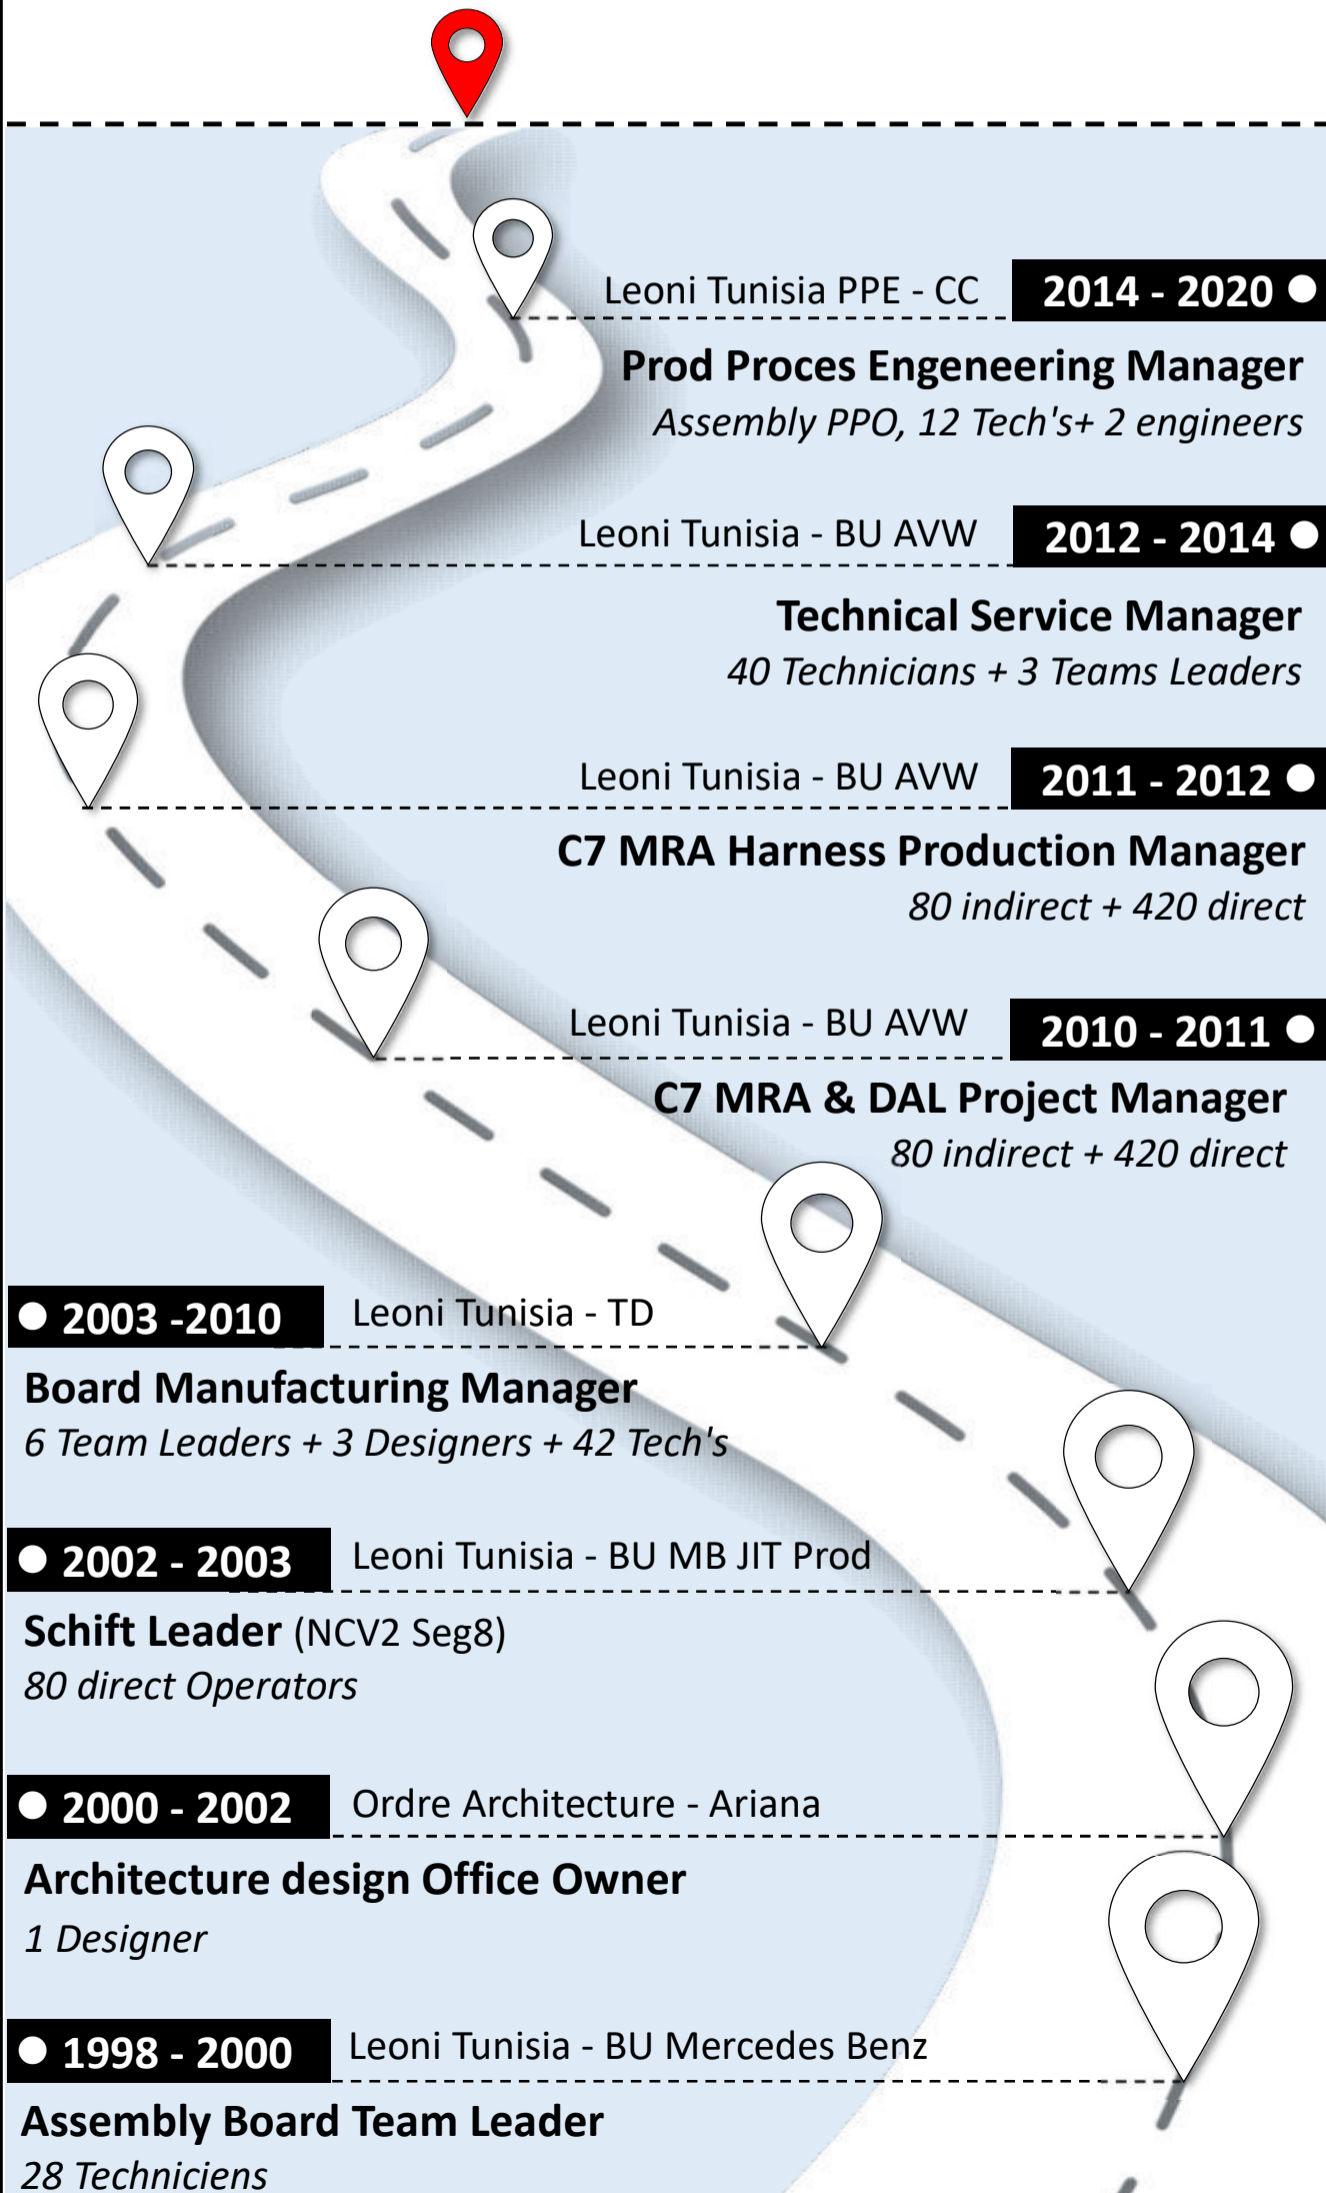 Leoni Tunisia PPE - CC 2014 - 2020
Prod Proces Engeneering Manager
Assembly PPO, 12 Tech's+ 2 engineers
Leoni Tunisia - BU AVW 2012 - 2014
Technical Service Manager
40 Technicians + 3 Teams Leaders
Leoni Tunisia - BU AVW 2011 - 2012
C7 MRA Harness Production Manager
80 indirect + 420 direct
Leoni Tunisia - BU AVW 2010 - 2011
C7 MRA & DAL Project Manager
80 indirect + 420 direct
2003 -2010 Leoni Tunisia - TD
Board Manufacturing Manager
6 Team Leaders + 3 Designers + 42 Tech's
2002 - 2003 Leoni Tunisia - BU MB JIT Prod
Schift Leader (NCV2 Seg8)
80 direct Operators
2000 - 2002 Ordre Architecture - Ariana
Architecture design Office Owner
1 Designer
1998 - 2000 Leoni Tunisia - BU Mercedes Benz
Assembly Board Team Leader
28 Techniciens